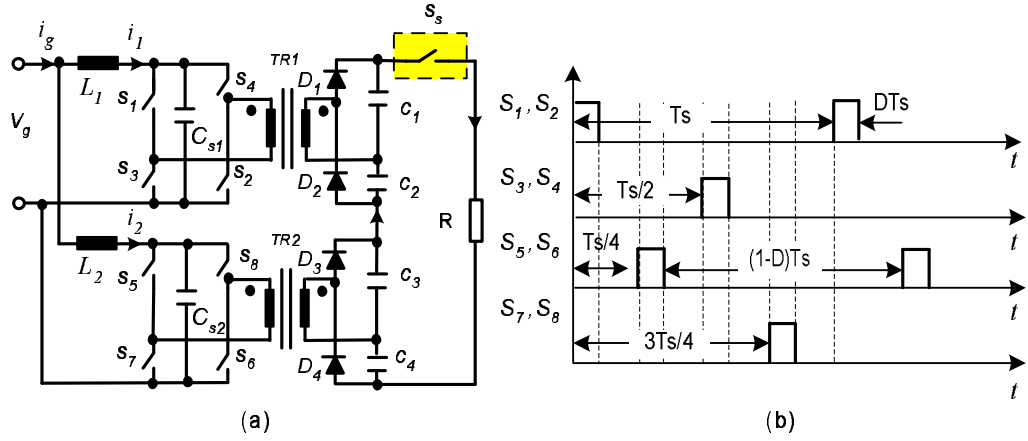 S_s
i_g
i_1
L_1
S_1
S_4
TR1
D_1
C_1
V_g
C_s1
S_3
S_2
D_2
C_2
R
i_2
L_2
S_5
S_8
TR2
D_3
C_3
C_s2
S_7
S_6
D_4
C_4
(a)
S_1, S_2
Ts
DTs
t
S_3, S_4
Ts/2
t
S_5, S_6
Ts/4
(1-D)Ts
t
S_7, S_8
3Ts/4
t
(b)